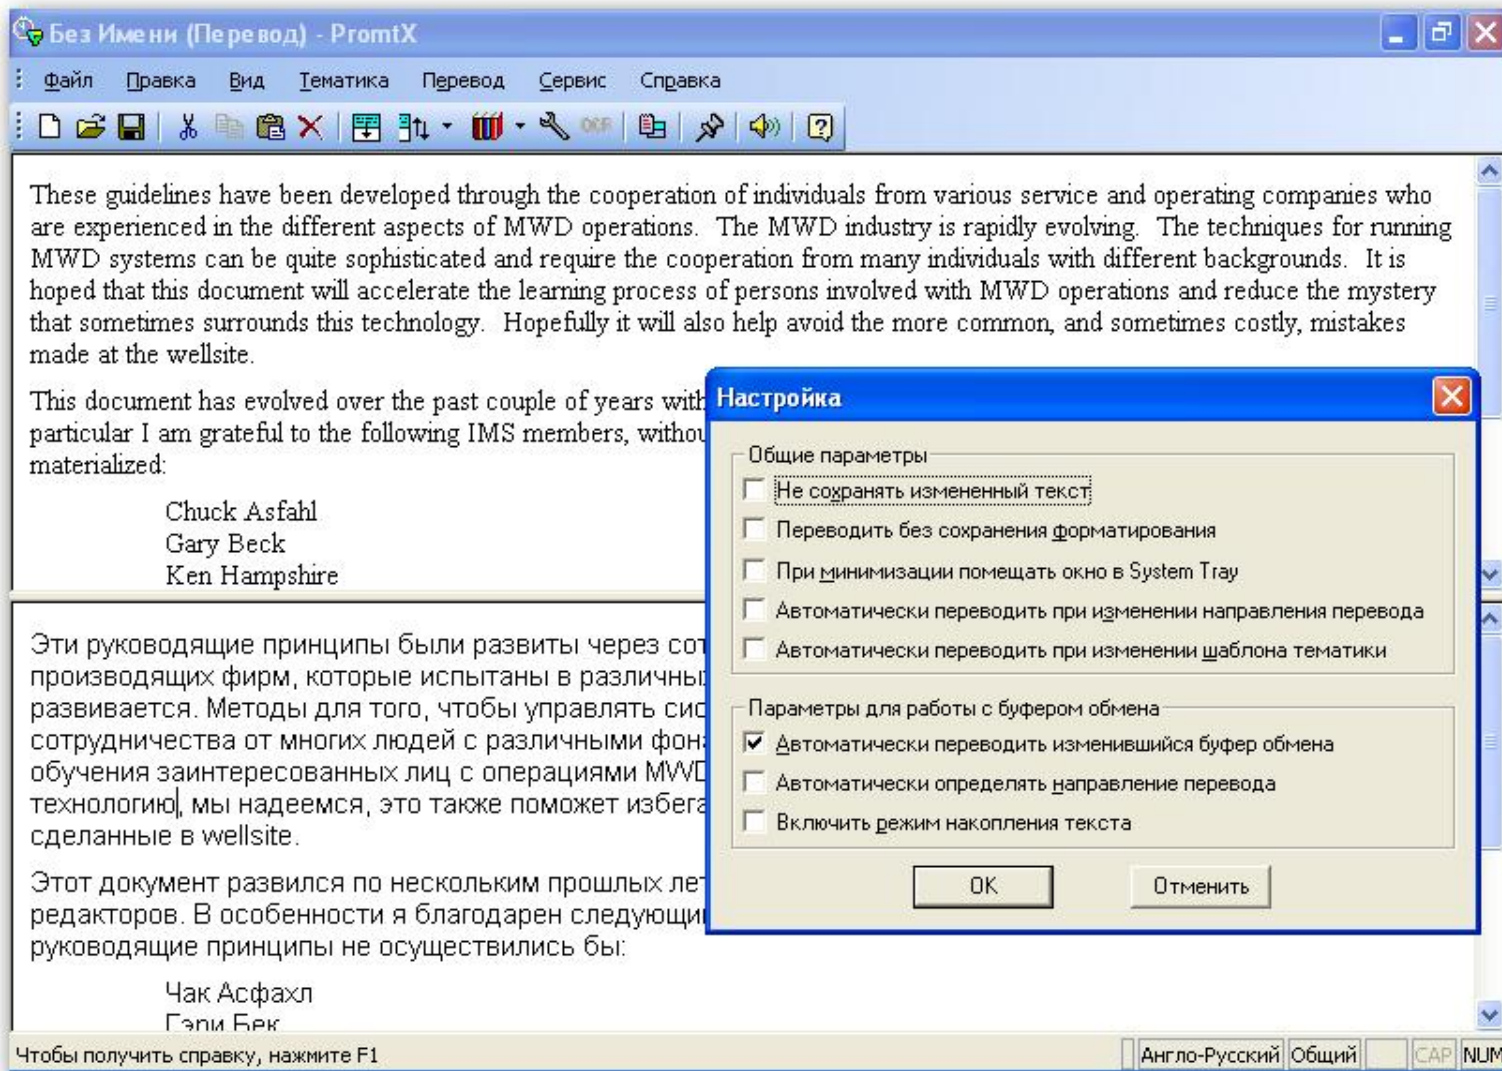 Без Имени (Перевод) - PromtX
Файл Правка Вид Тематика Перевод Сервис Справка
OCR
These guidelines have been developed through the cooperation of individuals from various service and operating companies who
are experienced in the different aspects of MWD operations. The MWD industry is rapidly evolving. The techniques for running
MWD systems can be quite sophisticated and require the cooperation from many individuals with different backgrounds. It is
hoped that this document will accelerate the learning process of persons involved with MWD operations and reduce the mystery
that sometimes surrounds this technology. Hopefully it will also help avoid the more common, and sometimes costly, mistakes
made at the wellsite.
This document has evolved over the past couple of years with
particular I am grateful to the following IMS members, withou
materialized:
Chuck Asfahl
Gary Beck
Ken Hampshire
Настройка
Общие параметры
Не сохранять измененный текст
Переводить без сохранения форматирования
При минимизации помещать окно в System Tray
Автоматически переводить при изменении направления перевода
Автоматически переводить при изменении шаблона тематики
Параметры для работы с буфером обмена
Автоматически переводить изменившийся буфер обмена
Автоматически определять направление перевода
Включить режим накопления текста
OK Отменить
Эти руководящие принципы были развиты через сот
производящих фирм, которые испытаны в различны
развивается. Методы для того, чтобы управлять сис
сотрудничества от многих людей с различными фон
обучения заинтересованных лиц с операциями MWD
технологию, мы надеемся, это также поможет избега
сделанные в wellsite.
Этот документ развился по нескольким прошлых лет
редакторов. В особенности я благодарен следующи
руководящие принципы не осуществились бы:
Чак Асфахл
Гэри Бек
Чтобы получить справку, нажмите F1
Англо-Русский Общий CAP NUM